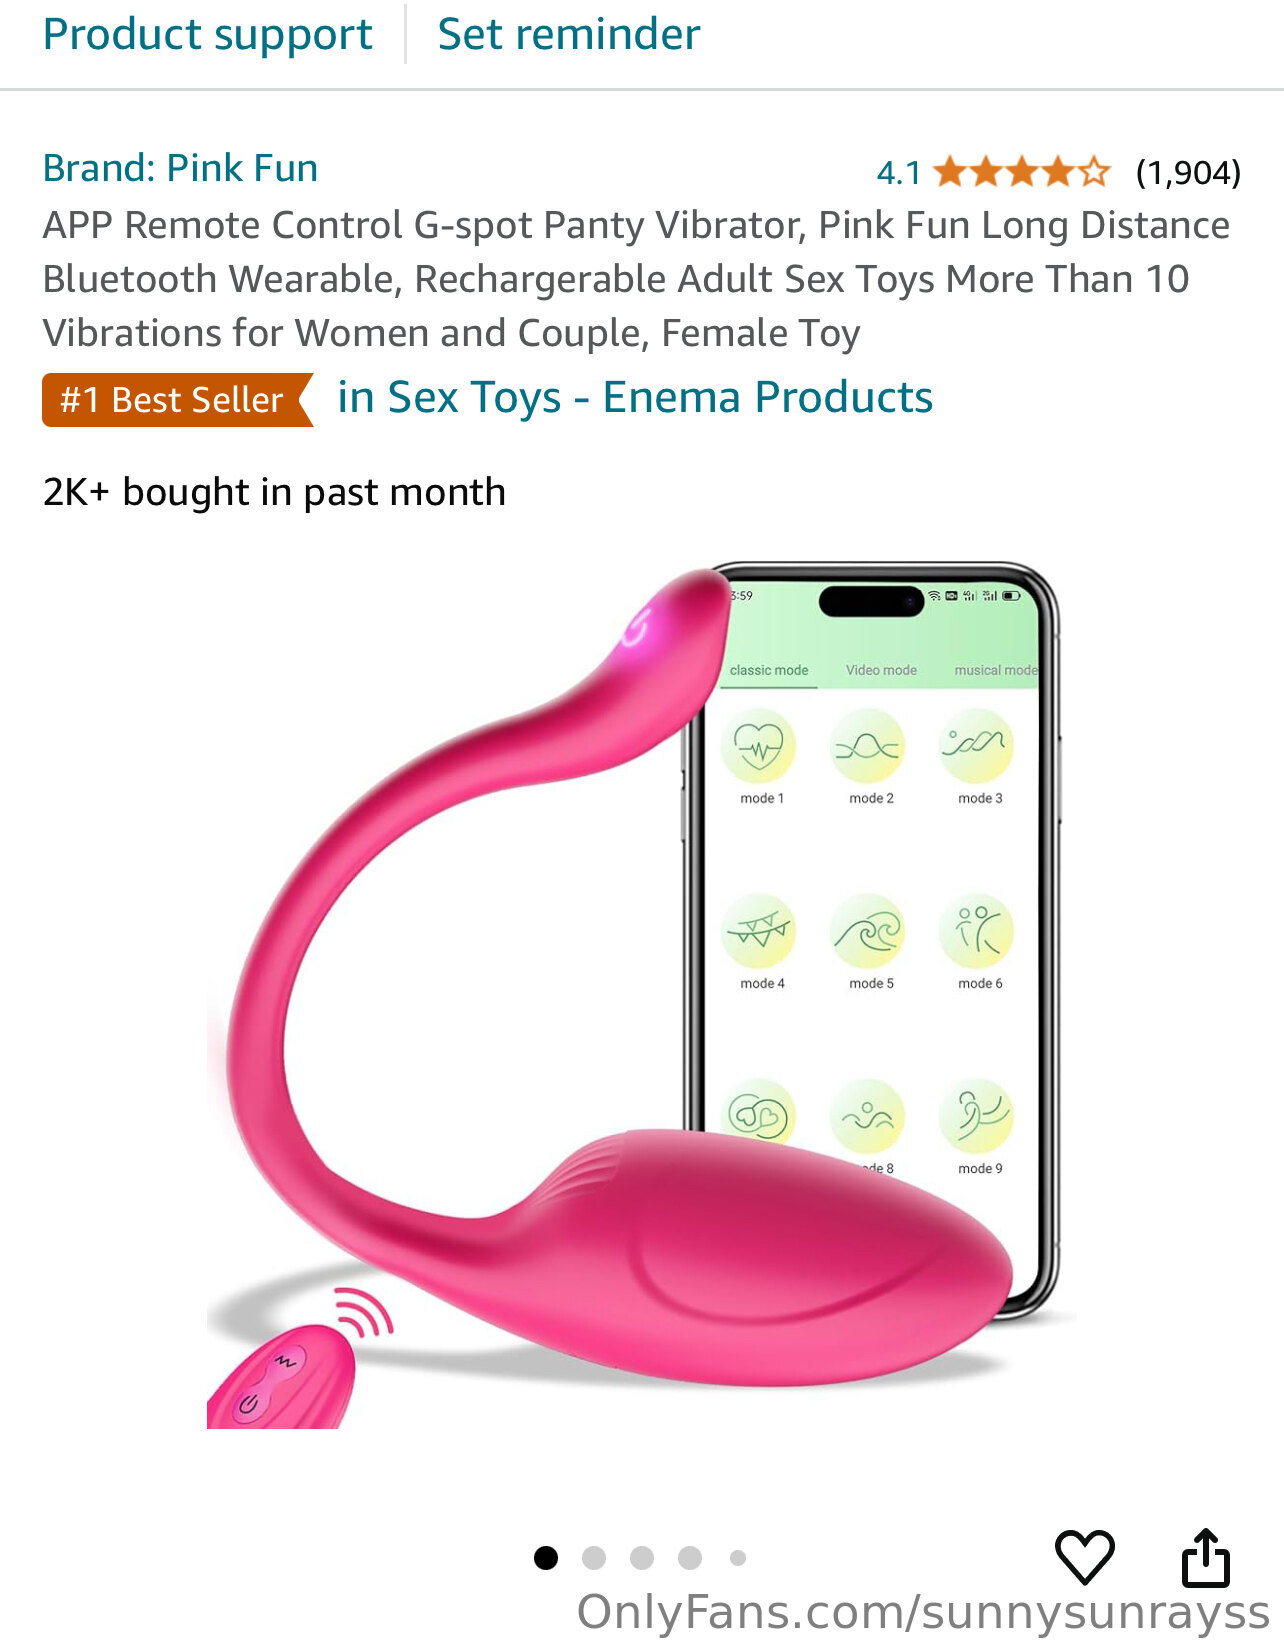 Product support
Set reminder
Brand: Pink Fun
4.1 (1,904)
APP Remote Control G-spot Panty Vibrator, Pink Fun Long Distance
Bluetooth Wearable, Rechargerable Adult Sex Toys More Than 10
Vibrations for Women and Couple, Female Toy
#1 Best Seller in Sex Toys - Enema Products
2K+ bought in past month
3:59
classic mode Video mode musical mode
mode 1 mode 2 mode 3
mode 4 mode 5 mode 6
de 8 mode 9
OnlyFans.com/sunnysunrayss